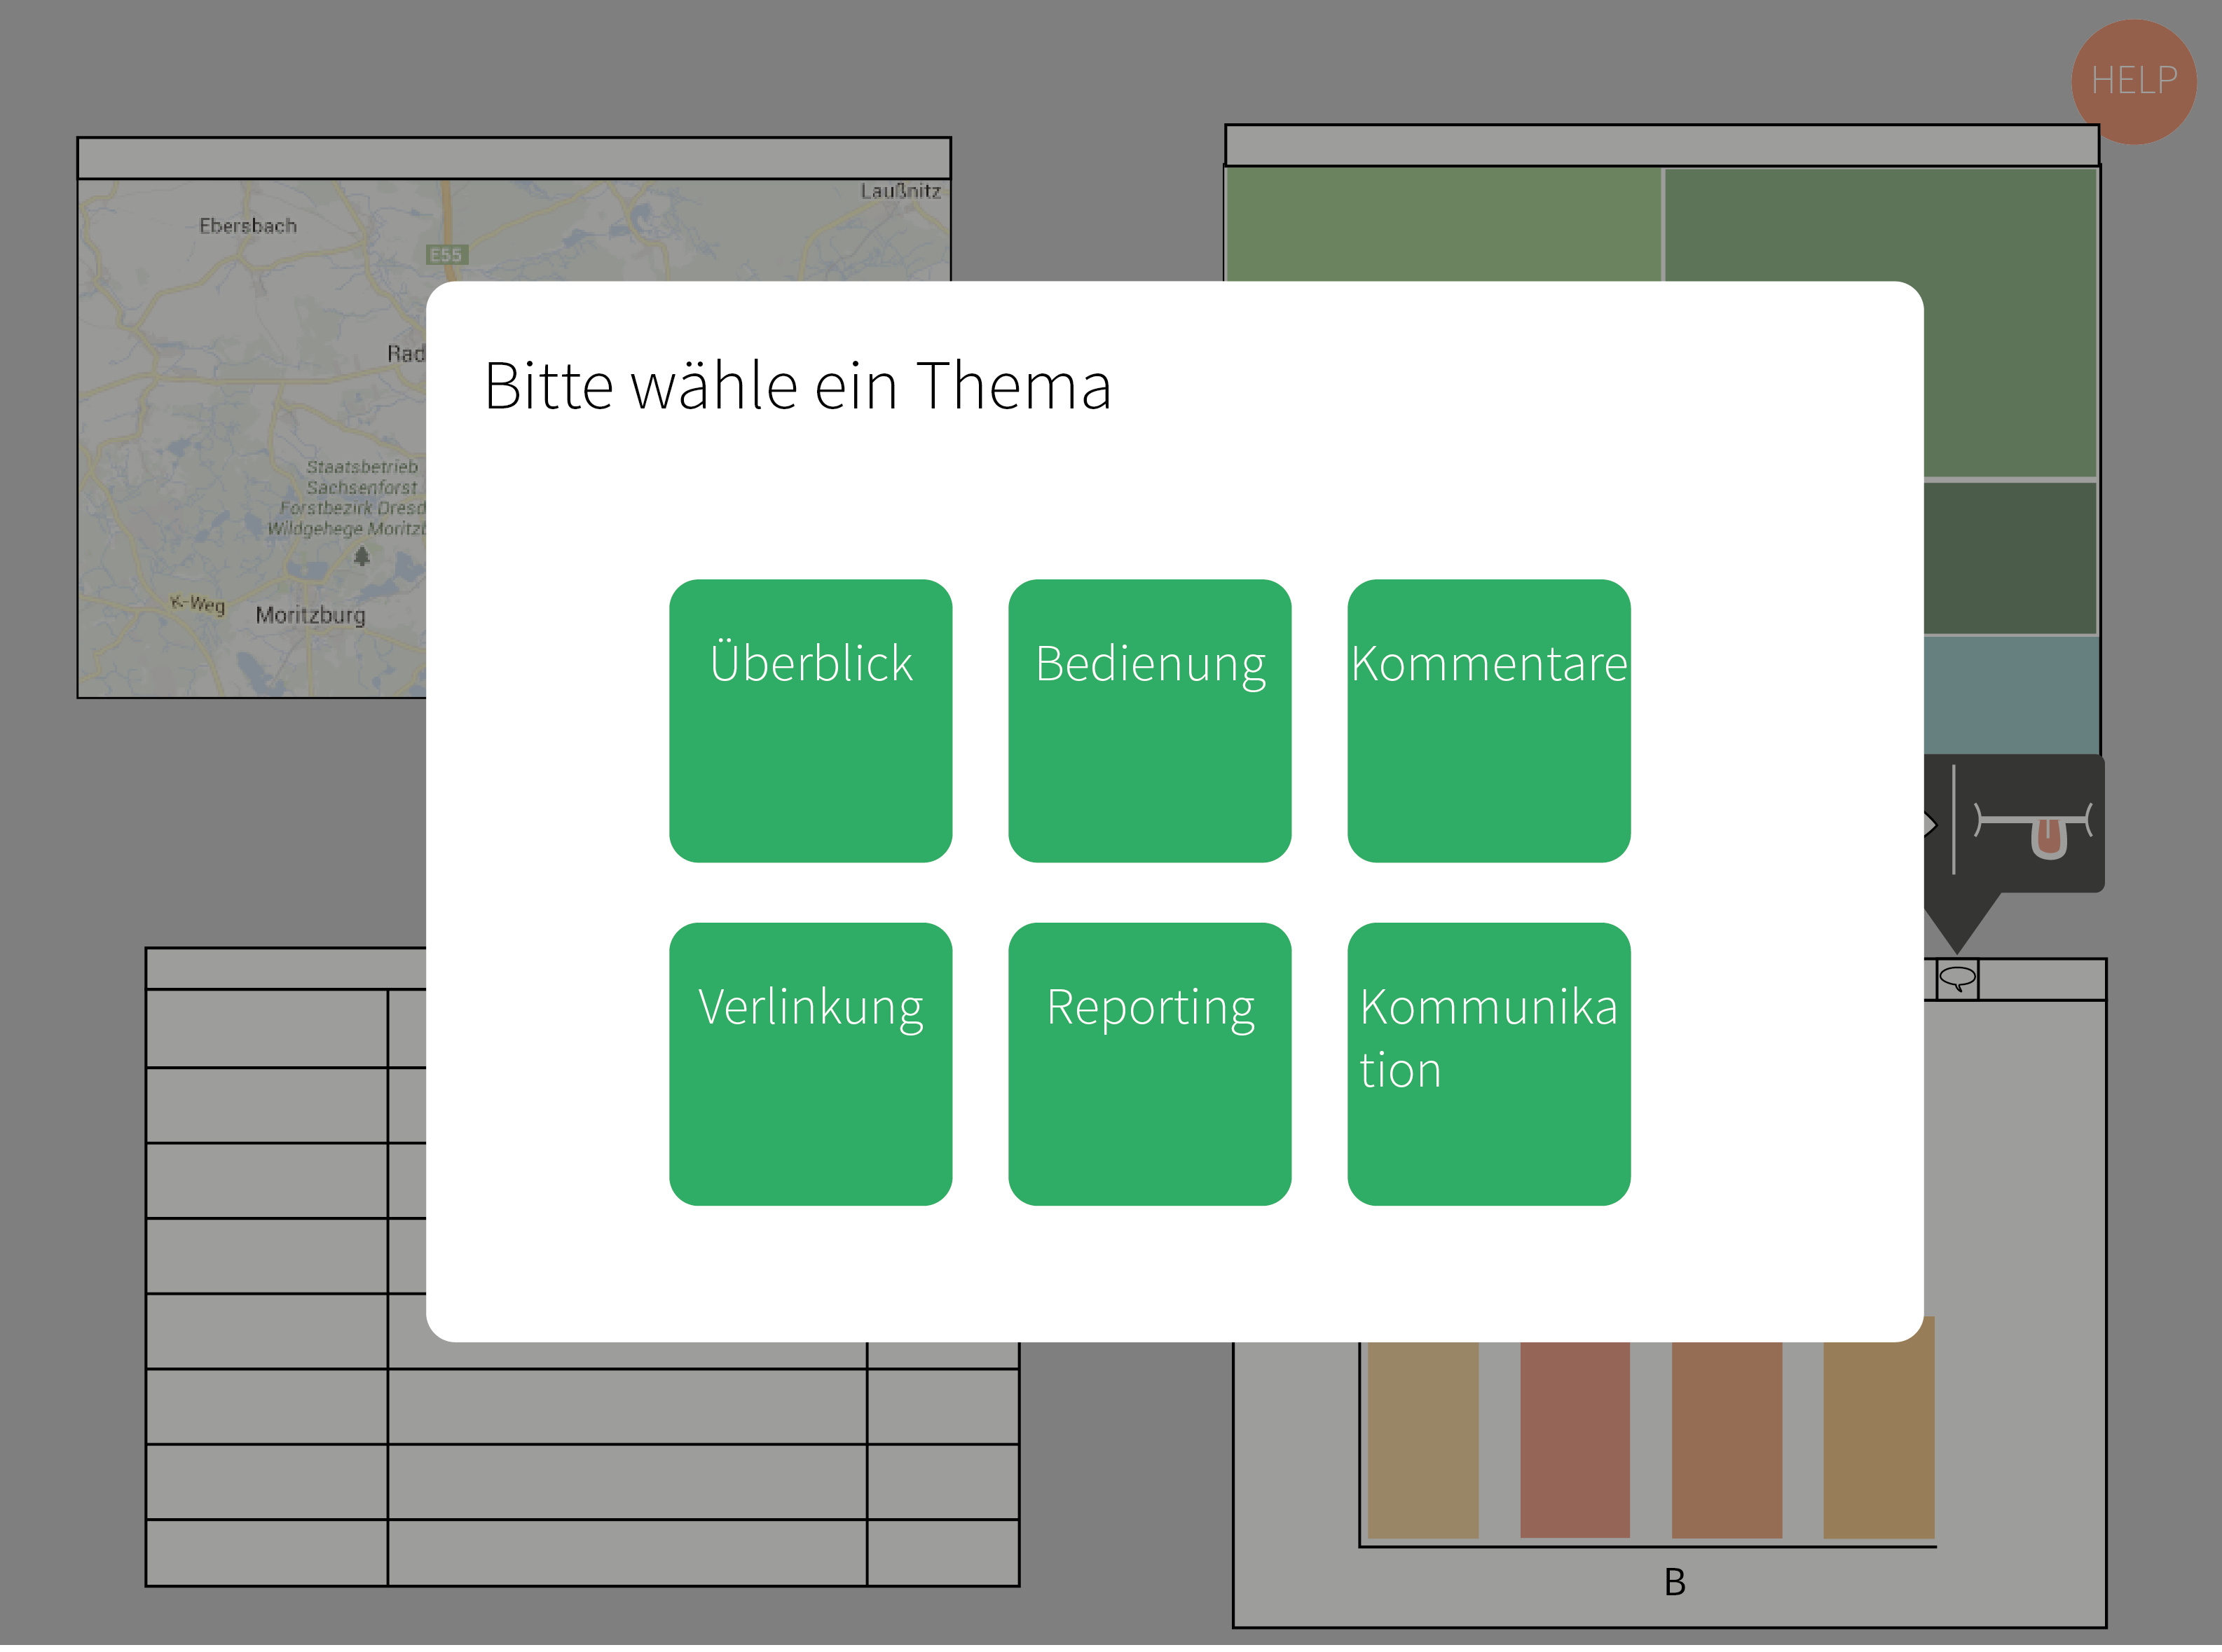 HELP
Laußnitz
Ebersbach
E55
Rad
Bitte wähle ein Thema
Staatsbetrieb
Sachsenforst
Forstbezirk Dresd
Wildgehege Moritzb
K-Weg
Moritzburg
Überblick
Bedienung
Kommentare
Verlinkung
Reporting
Kommunika
tion
B